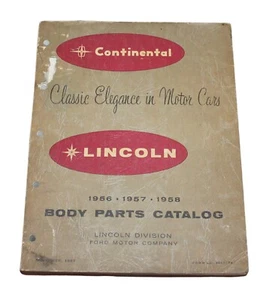 Continental
Classic Elegance in Motor Cars
LINCOLN
1956 • 1957 • 1958
BODY PARTS CATALOG
LINCOLN DIVISION
FORD MOTOR COMPANY